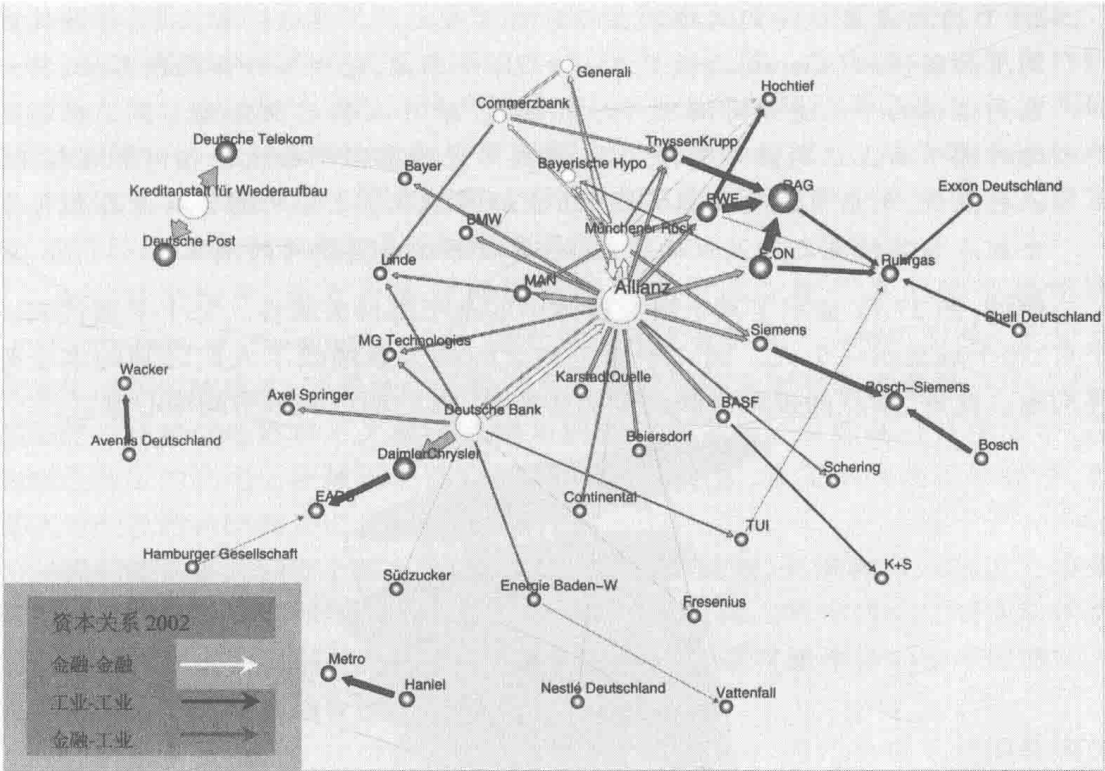 Generali
Commerzbank
Hochtief
Deutsche Telekom
ThyssenKrupp
Bayer
Bayerische Hypo
RAG
Exxon Deutschland
Kreditanstalt für Wiederaufbau
RWE
BMW
Münchener Rück
Deutsche Post
Linde
E.ON
Ruhrgas
MAN
Allianz
Shell Deutschland
MG Technologies
Siemens
Wacker
KarstadtQuelle
Bosch-Siemens
Axel Springer
Deutsche Bank
BASF
Aventis Deutschland
DaimlerChrysler
Beiersdorf
Bosch
Schering
EADS
Continental
TUI
Hamburger Gesellschaft
K+S
Südzucker
Energie Baden-W
Fresenius
资本关系 2002
金融-金融
工业-工业
金融-工业
Metro
Haniel
Nestlé Deutschland
Vattenfall